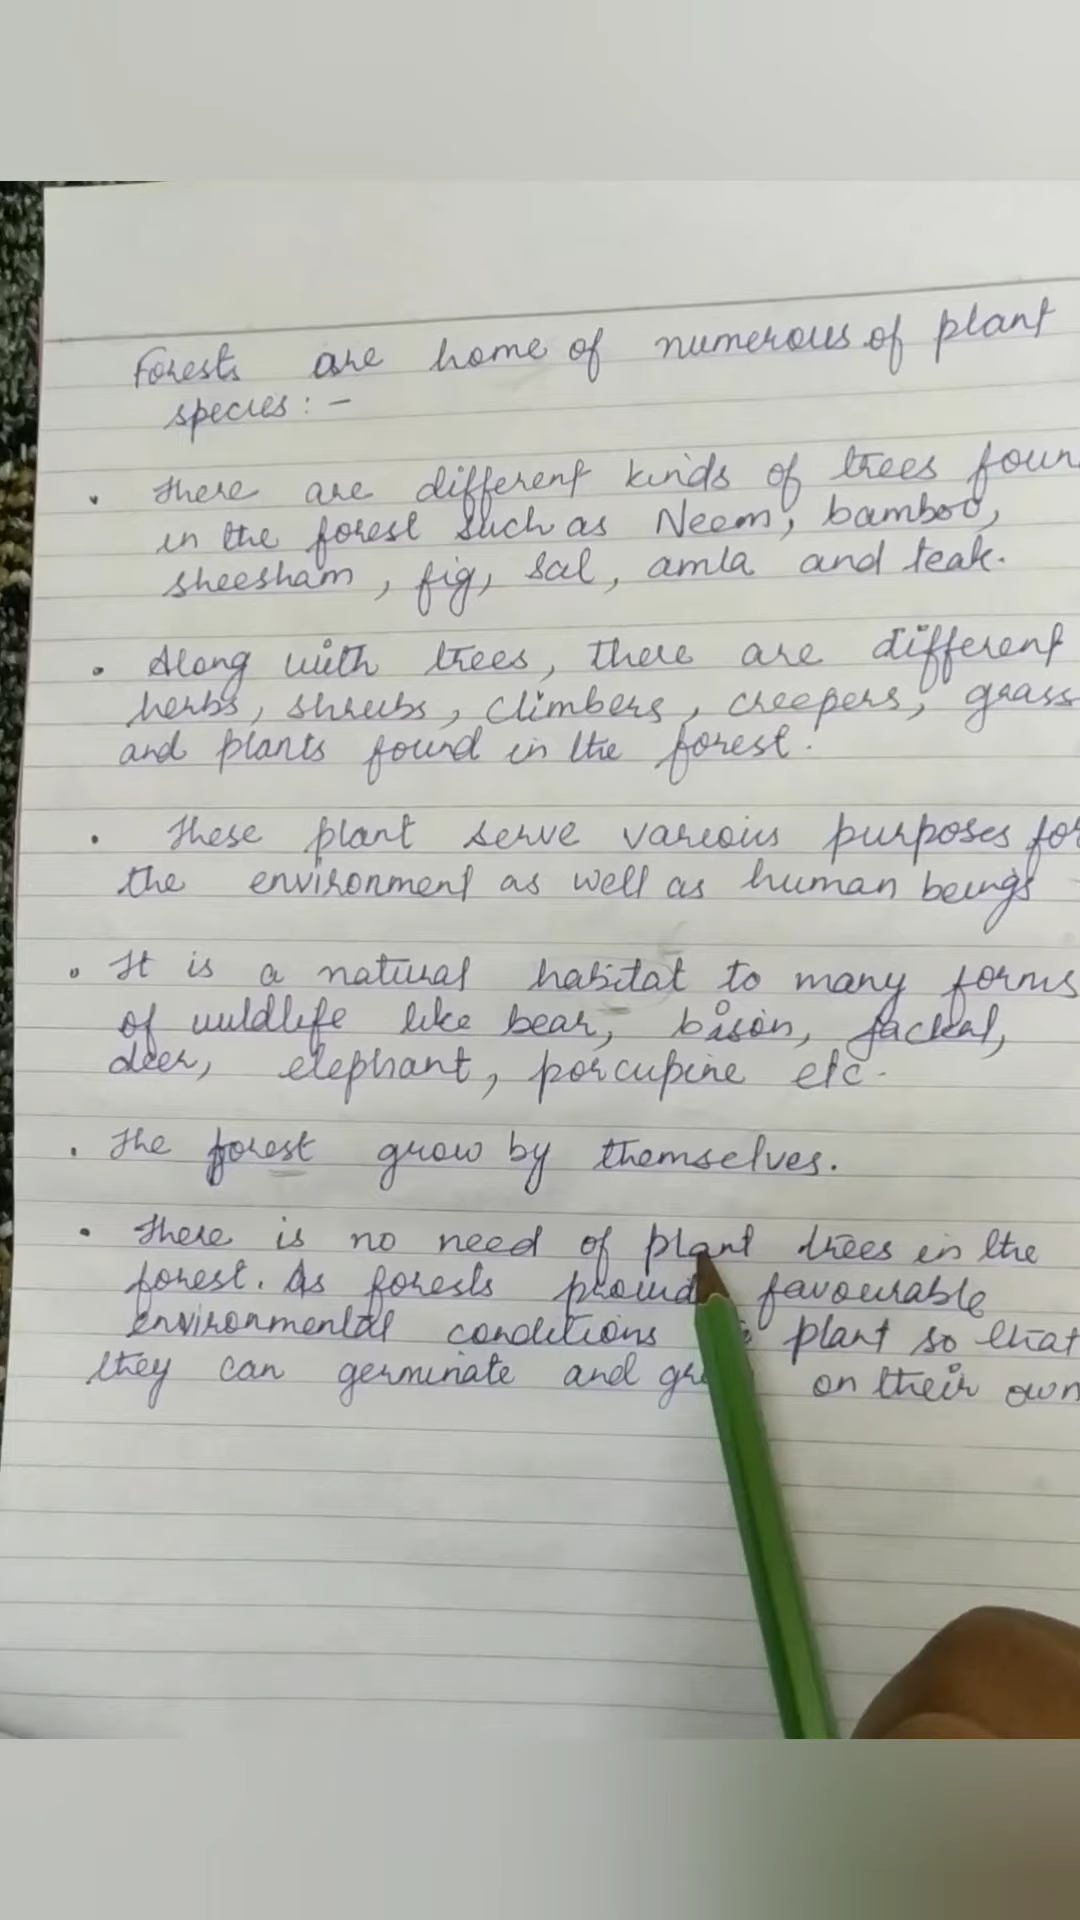 Forests are home of numerous of plant
species: -
• There are different kinds of trees foun
in the forest such as Neem, bamboo,
sheesham, fig, sal, amla and teak.
• Along with trees, there are different
herbs, shrubs, climbers, creepers, grass
and plants found in the forest.
• These plant serve various purposes for
the environment as well as human beings
• It is a natural habitat to many forms
of wildlife like bear, bison, jackal,
deer, elephant, porcupine etc.
• The forest grow by themselves.
• There is no need of plant trees in the
forest. As forests provid favourable
environmental conditions plant so that
they can germinate and gr on their own